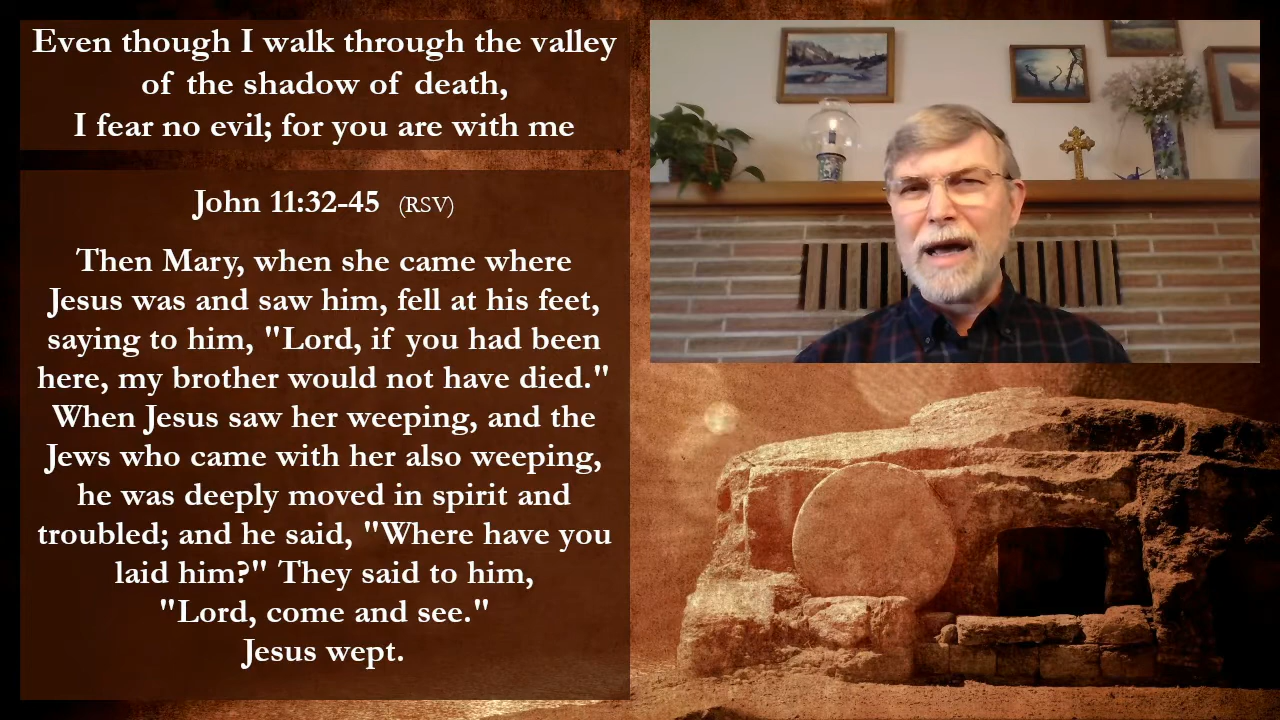 Even though I walk through the valley
of the shadow of death,
I fear no evil; for you are with me
John 11:32-45 (RSV)
Then Mary, when she came where
Jesus was and saw him, fell at his feet,
saying to him, "Lord, if you had been
here, my brother would not have died."
When Jesus saw her weeping, and the
Jews who came with her also weeping,
he was deeply moved in spirit and
troubled; and he said, "Where have you
laid him?" They said to him,
"Lord, come and see."
Jesus wept.